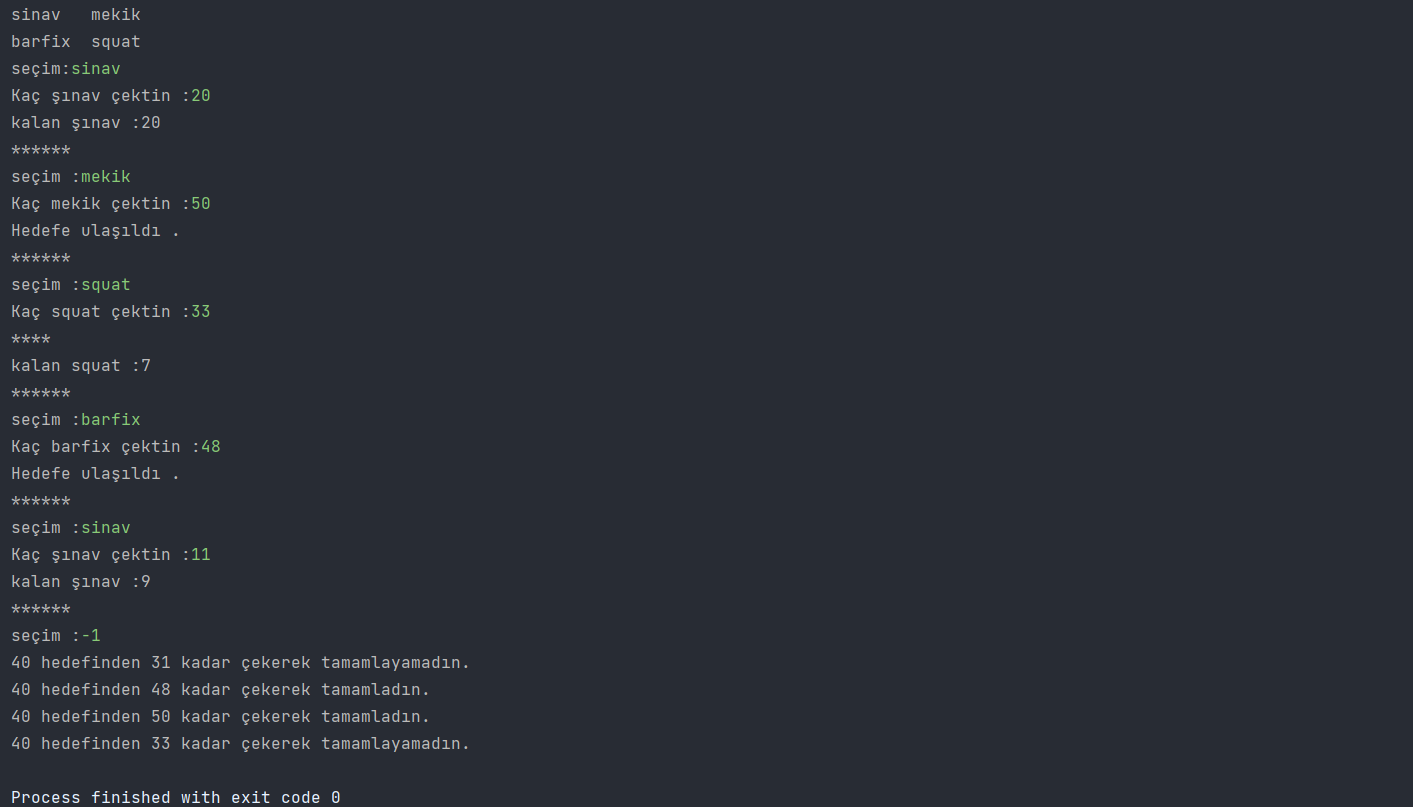 sinav   mekik
barfix  squat
seçim:sinav
Kaç şınav çektin :20
kalan şınav :20
******
seçim :mekik
Kaç mekik çektin :50
Hedefe ulaşıldı .
******
seçim :squat
Kaç squat çektin :33
****
kalan squat :7
******
seçim :barfix
Kaç barfix çektin :48
Hedefe ulaşıldı .
******
seçim :sinav
Kaç şınav çektin :11
kalan şınav :9
******
seçim :-1
40 hedefinden 31 kadar çekerek tamamlayamadın.
40 hedefinden 48 kadar çekerek tamamladın.
40 hedefinden 50 kadar çekerek tamamladın.
40 hedefinden 33 kadar çekerek tamamlayamadın.
Process finished with exit code 0